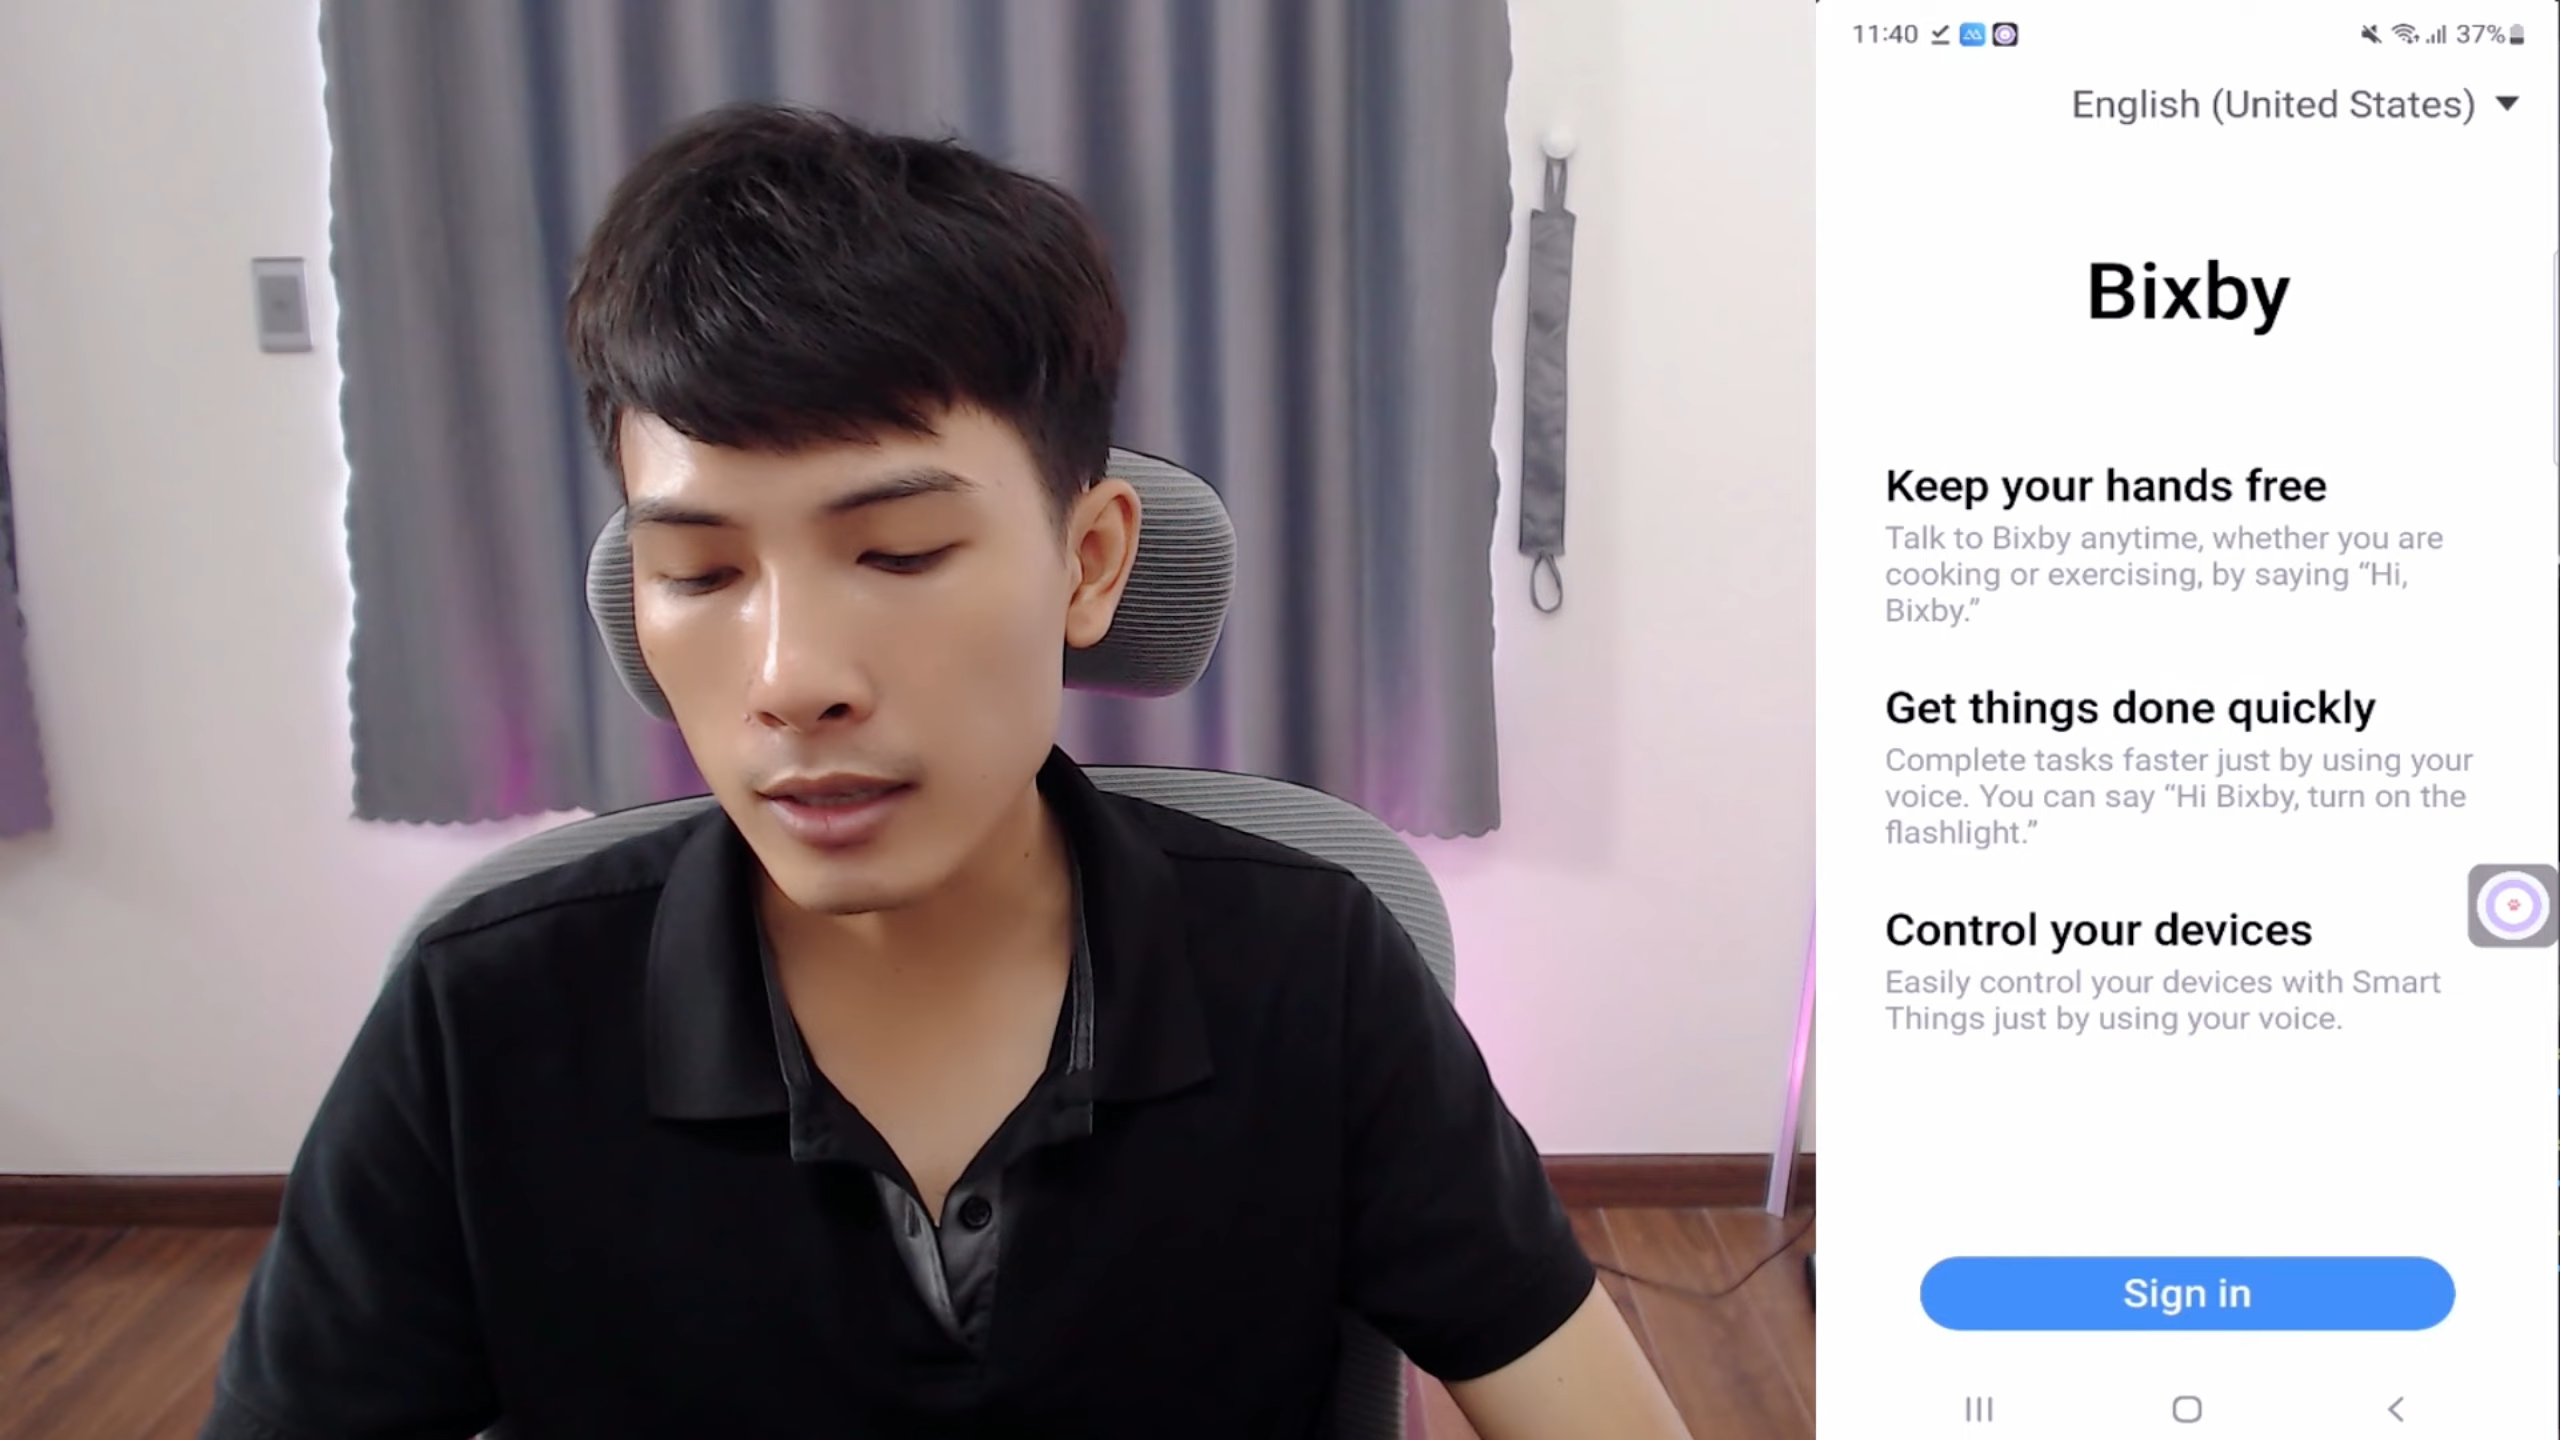 11:40
37%
English (United States)
Bixby
Keep your hands free
Talk to Bixby anytime, whether you are
cooking or exercising, by saying “Hi,
Bixby.”
Get things done quickly
Complete tasks faster just by using your
voice. You can say “Hi Bixby, turn on the
flashlight.”
Control your devices
Easily control your devices with Smart
Things just by using your voice.
Sign in